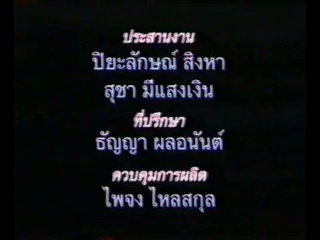 ประสานงาน
ปิยะลักษณ์ สิงหา
สุชา มีแสงเงิน
ที่ปรึกษา
ธัญญา ผลอนันต์
ควบคุมการผลิต
ไพจง ไหลสกุล